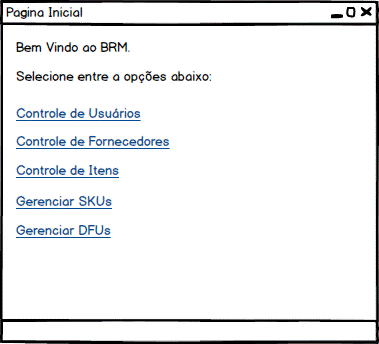 Pagina Inicial
Bem Vindo ao BRM.
Selecione entre a opções abaixo:
Controle de Usuários
Controle de Fornecedores
Controle de Itens
Gerenciar SKUs
Gerenciar DFUs